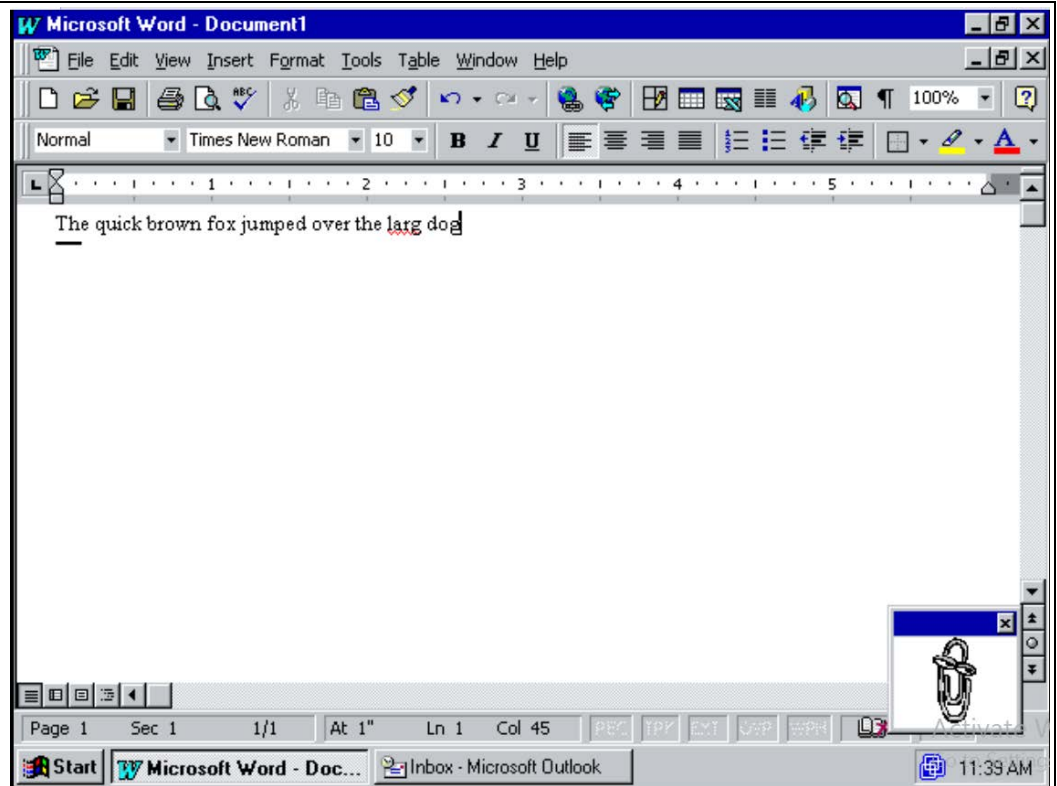 Microsoft Word - Document1
File Edit View Insert Format Tools Table Window Help
ABC 100%
Normal Times New Roman 10 B I U A
1 2 3 4 5
The quick brown fox jumped over the larg dog
Page 1 Sec 1 1/1 At 1" Ln 1 Col 45 REC TRK EXT OVR WPH
Start Microsoft Word - Doc... Inbox - Microsoft Outlook 11:39 AM